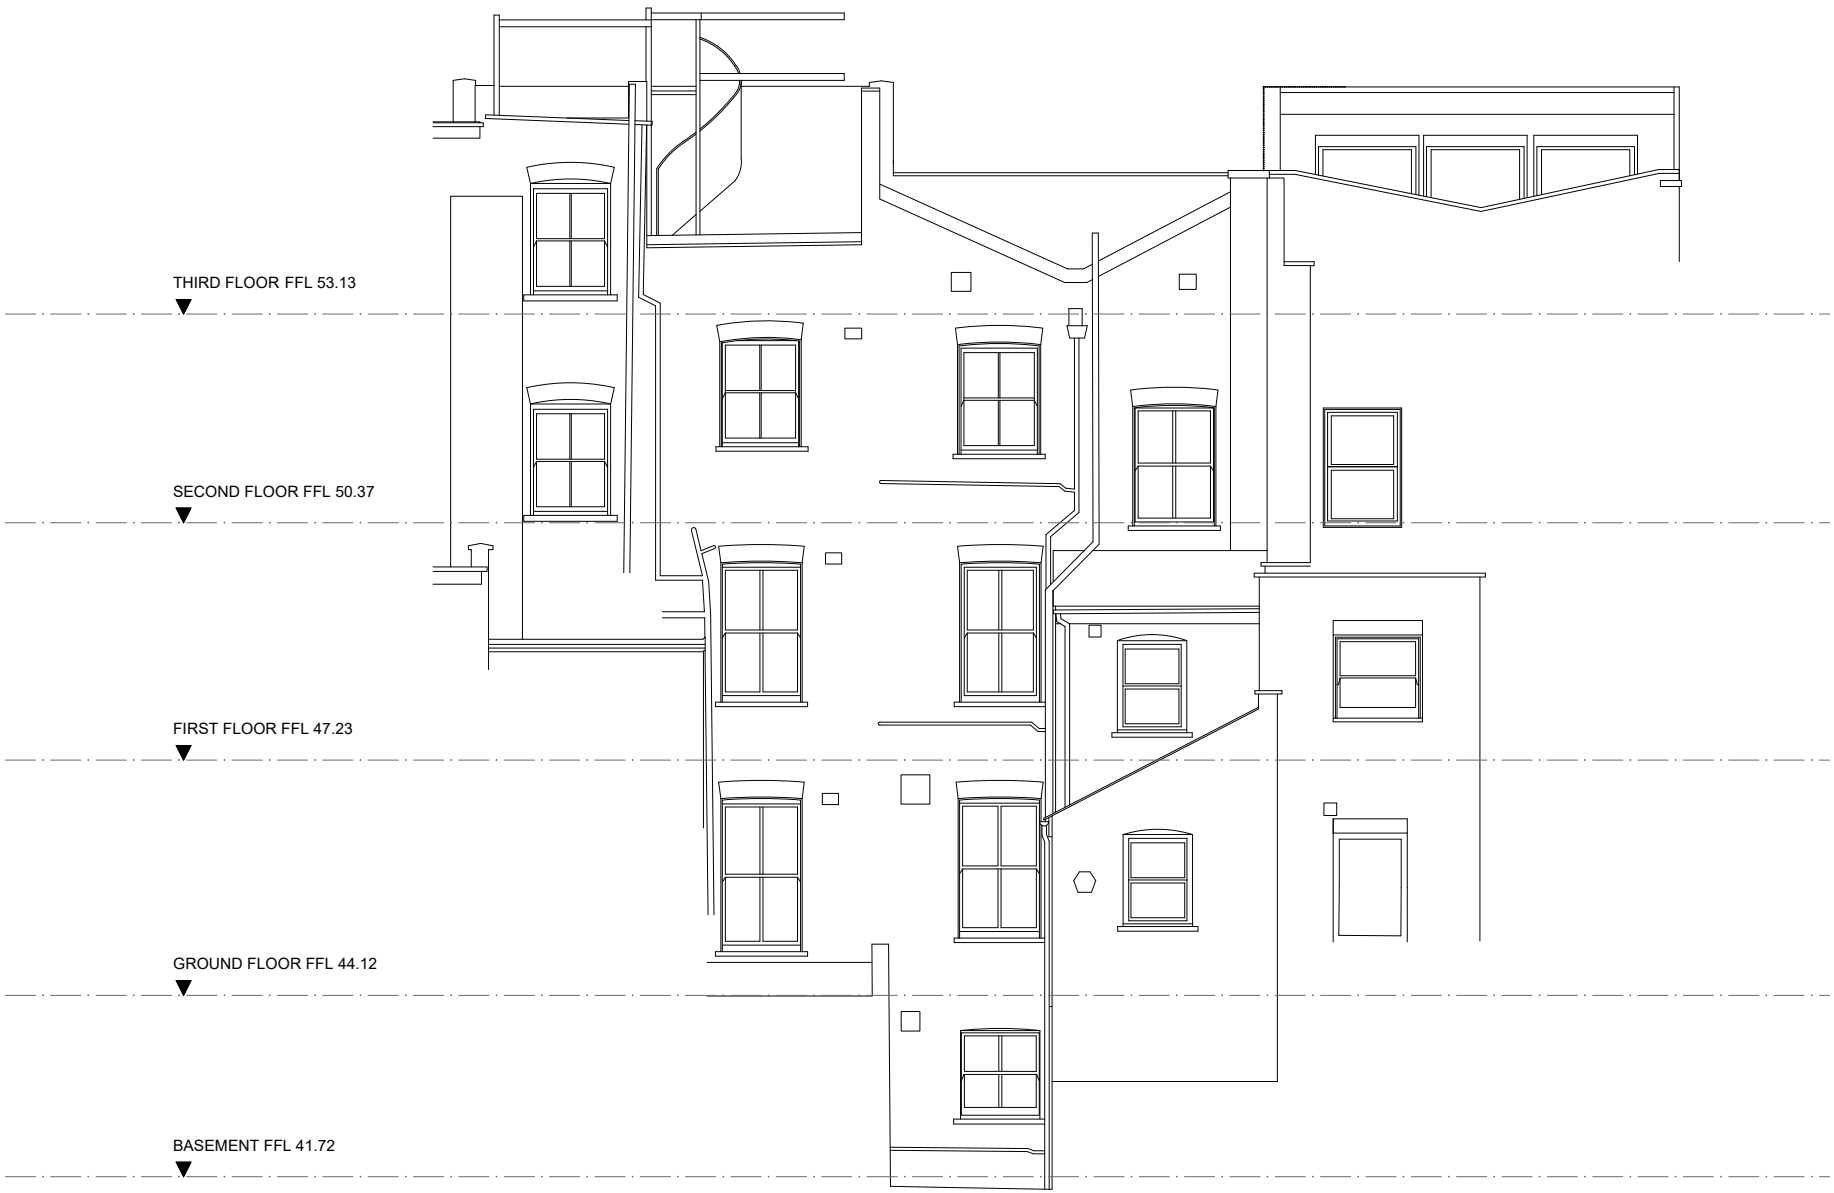 THIRD FLOOR FFL 53.13
SECOND FLOOR FFL 50.37
FIRST FLOOR FFL 47.23
GROUND FLOOR FFL 44.12
BASEMENT FFL 41.72